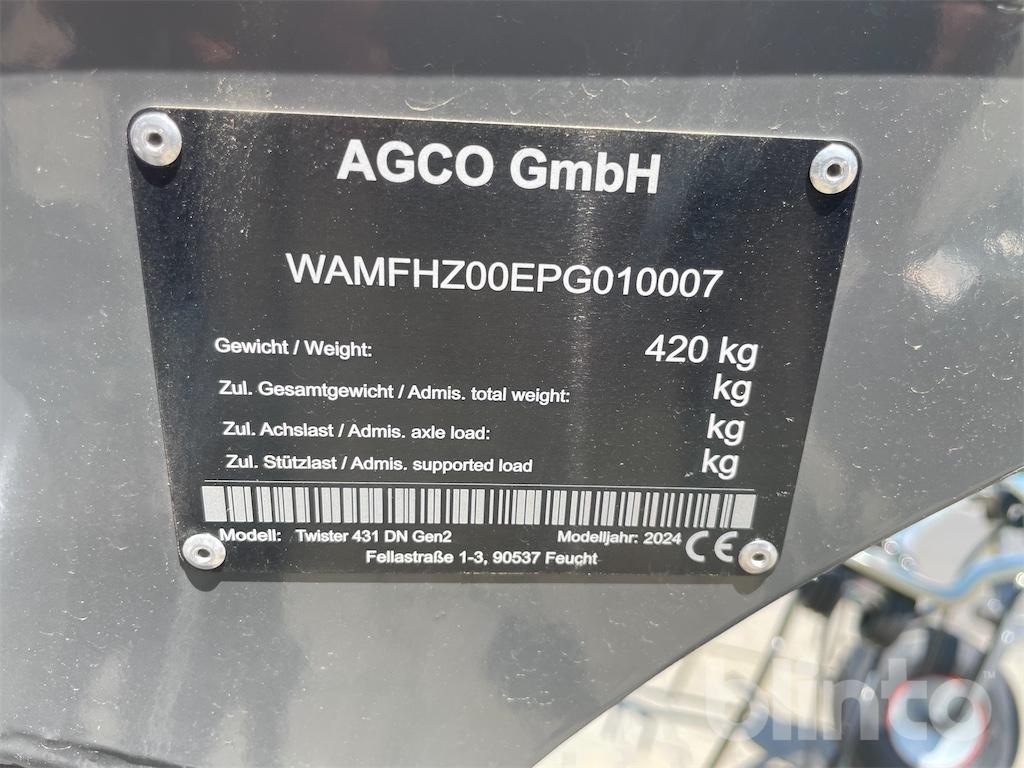 AGCO GmbH
WAMFHZ00EPG010007
Gewicht / Weight: 420 kg
Zul. Gesamtgewicht / Admis. total weight: kg
Zul. Achslast / Admis. axle load: kg
Zul. Stützlast / Admis. supported load kg
Modell: Twister 431 DN Gen2 Modelljahr: 2024 CE
Fellastraße 1-3, 90537 Feucht
blinto™